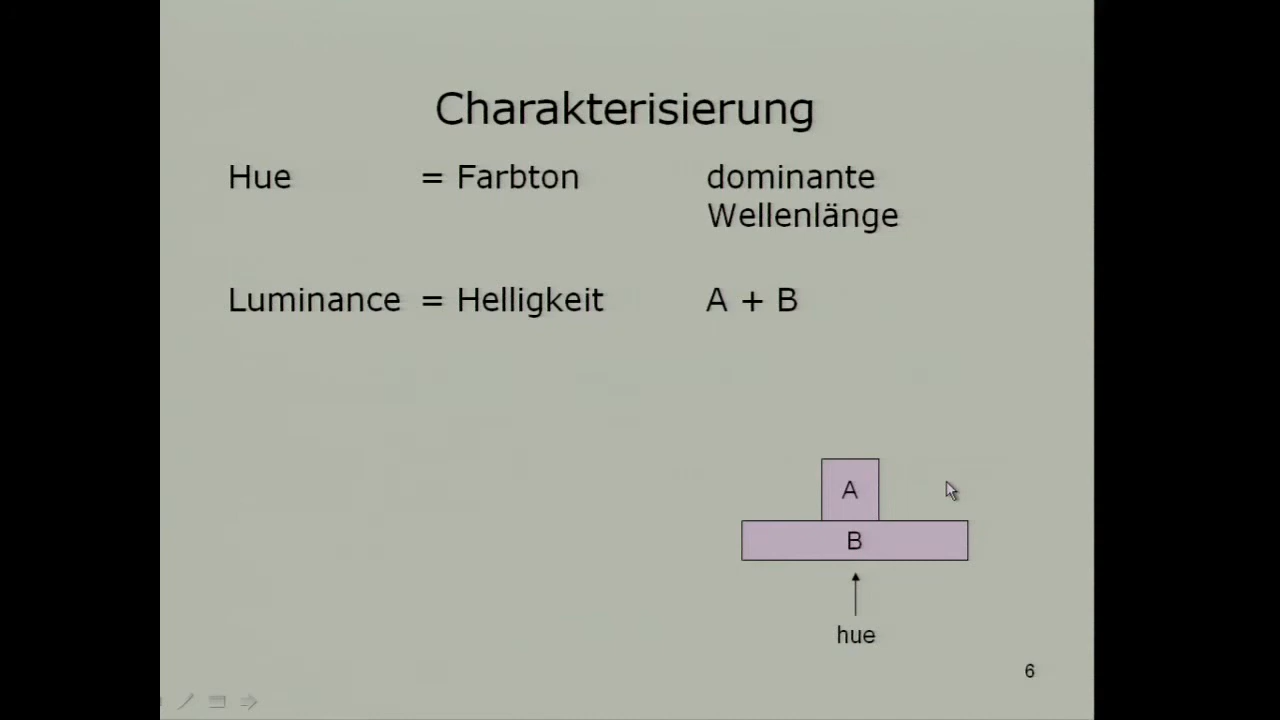 Charakterisierung
Hue = Farbton dominante
Wellenlänge
Luminance = Helligkeit A + B
A
B
hue
6